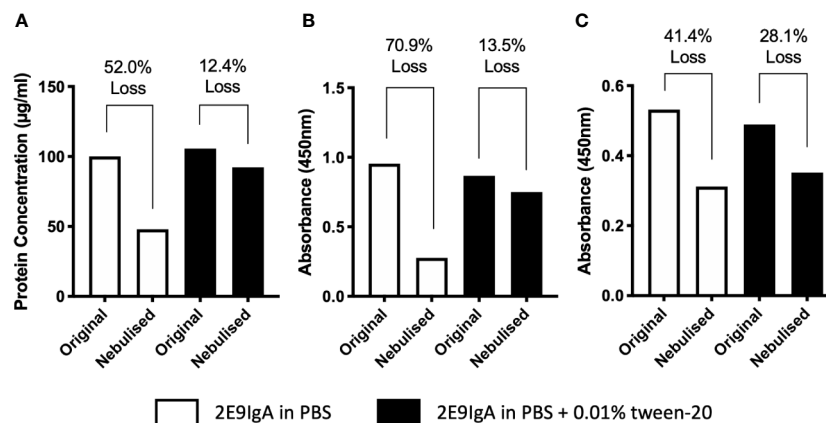 A
52.0%
Loss
12.4%
Loss
Protein Concentration (µg/ml)
150
100
50
0
Original
Nebulised
Original
Nebulised
B
70.9%
Loss
13.5%
Loss
Absorbance (450nm)
1.5
1.0
0.5
0.0
Original
Nebulised
Original
Nebulised
C
41.4%
Loss
28.1%
Loss
Absorbance (450nm)
0.6
0.4
0.2
0.0
Original
Nebulised
Original
Nebulised
2E9IgA in PBS
2E9IgA in PBS + 0.01% tween-20